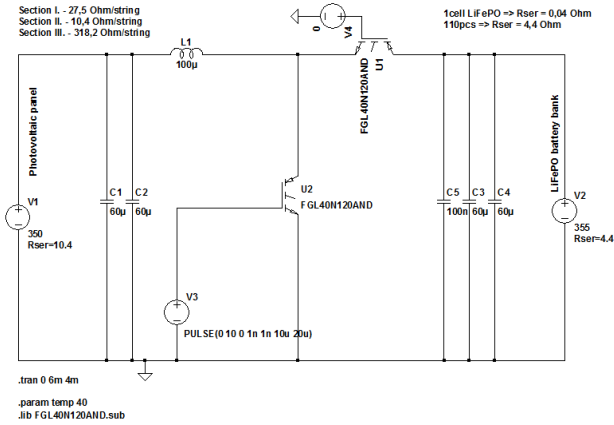 Section I. - 27,5 Ohm/string
Section II. - 10,4 Ohm/string
Section III. - 318,2 Ohm/string
1cell LiFePO => Rser = 0,04 Ohm
110pcs => Rser = 4,4 Ohm
V4
0
U1
FGL40N120AND
L1
100µ
Photovoltaic panel
V1
350
Rser=10.4
C1
60µ
C2
60µ
U2
FGL40N120AND
V3
PULSE(0 10 0 1n 1n 10u 20u)
C5
100n
C3
60µ
C4
60µ
LiFePO battery bank
V2
355
Rser=4.4
.tran 0 6m 4m
.param temp 40
.lib FGL40N120AND.sub